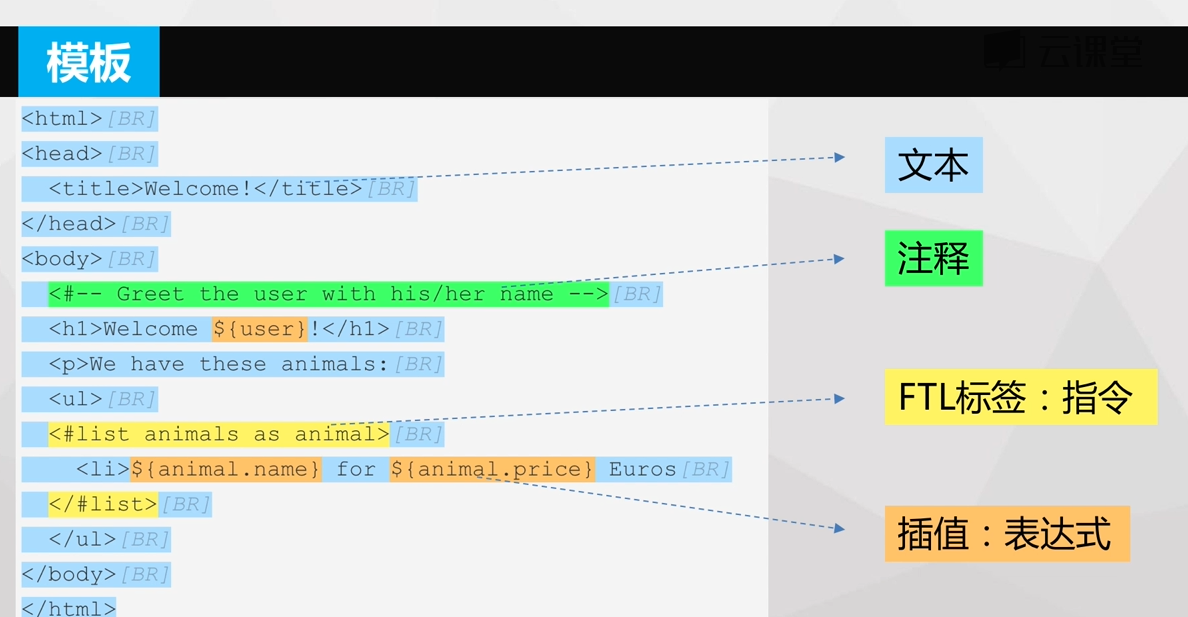 云课堂
模板
<html>[BR]
<head>[BR]
<title>Welcome!</title>[BR]
</head>[BR]
<body>[BR]
<#-- Greet the user with his/her name -->[BR]
<h1>Welcome ${user}!</h1>[BR]
<p>We have these animals:[BR]
<ul>[BR]
<#list animals as animal>[BR]
<li>${animal.name} for ${animal.price} Euros[BR]
</#list>[BR]
</ul>[BR]
</body>[BR]
</html>
文本
注释
FTL标签：指令
插值：表达式